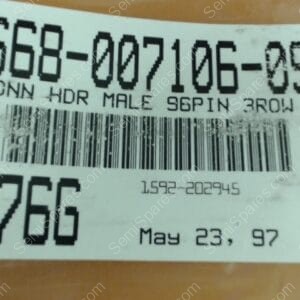 668-007106-09
CNN HDR MALE 96PIN 3ROW
1592-202945
76G
May 23, 97